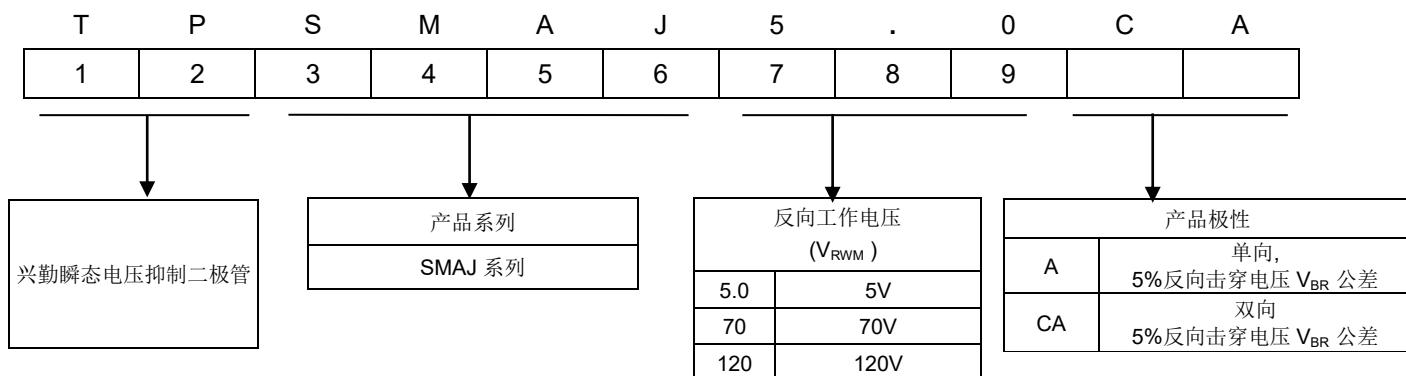 T P S M A J 5 . 0 C A
1 2 3 4 5 6 7 8 9
兴勤瞬态电压抑制二极管
产品系列
SMAJ 系列
反向工作电压
(VRWM )
5.0 5V
70 70V
120 120V
产品极性
A 单向,
5%反向击穿电压 VBR 公差
CA 双向
5%反向击穿电压 VBR 公差